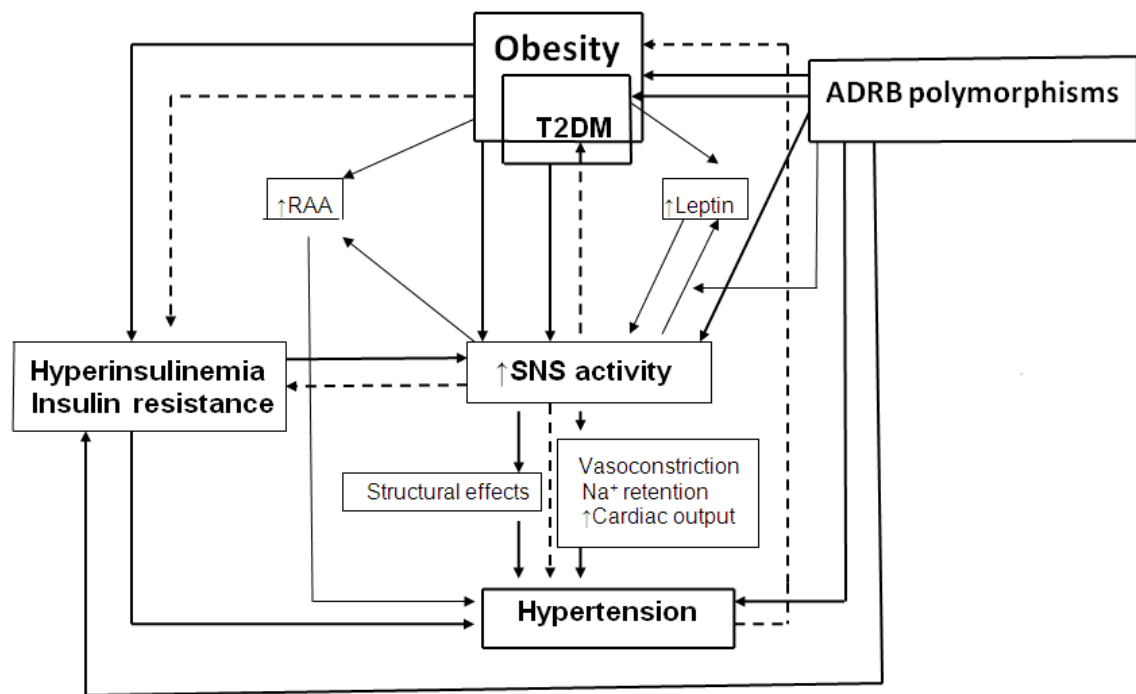 Obesity
ADRB polymorphisms
T2DM
↑RAA
↑Leptin
Hyperinsulinemia
Insulin resistance
↑SNS activity
Structural effects
Vasoconstriction
Na⁺ retention
↑Cardiac output
Hypertension